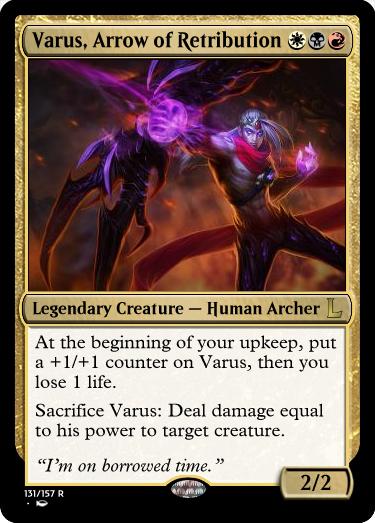 Varus, Arrow of Retribution
Legendary Creature — Human Archer L
At the beginning of your upkeep, put
a +1/+1 counter on Varus, then you
lose 1 life.
Sacrifice Varus: Deal damage equal
to his power to target creature.
“I’m on borrowed time.”
2/2
131/157 R